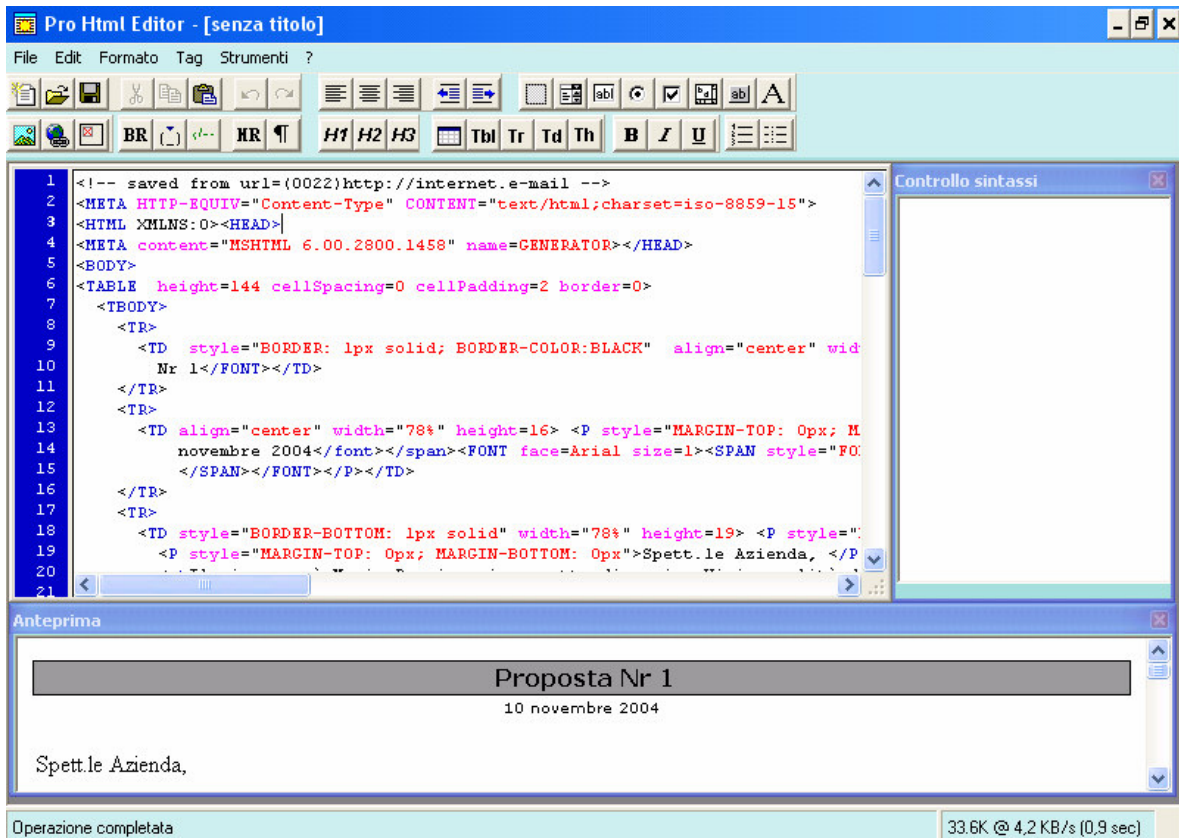 Pro Html Editor - [senza titolo]
File Edit Formato Tag Strumenti ?
abl ab A
BR HR ¶ H1 H2 H3 Tbl Tr Td Th B I U
Controllo sintassi
1 <!-- saved from url=(0022)http://internet.e-mail -->
2 <META HTTP-EQUIV="Content-Type" CONTENT="text/html;charset=iso-8859-15">
3 <HTML XMLNS:O><HEAD>
4 <META content="MSHTML 6.00.2800.1458" name=GENERATOR></HEAD>
5 <BODY>
6 <TABLE height=144 cellSpacing=0 cellPadding=2 border=0>
7 <TBODY>
8 <TR>
9 <TD style="BORDER: 1px solid; BORDER-COLOR:BLACK" align="center" wid
10 Nr 1</FONT></TD>
11 </TR>
12 <TR>
13 <TD align="center" width="78%" height=16> <P style="MARGIN-TOP: 0px; M
14 novembre 2004</font></span><FONT face=Arial size=1><SPAN style="FO
15 </SPAN></FONT></P></TD>
16 </TR>
17 <TR>
18 <TD style="BORDER-BOTTOM: 1px solid" width="78%" height=19> <P style="
19 <P style="MARGIN-TOP: 0px; MARGIN-BOTTOM: 0px">Spett.le Azienda, </P
20
21
Anteprima
Proposta Nr 1
10 novembre 2004
Spett.le Azienda,
Operazione completata
33.6K @ 4,2 KB/s (0,9 sec)